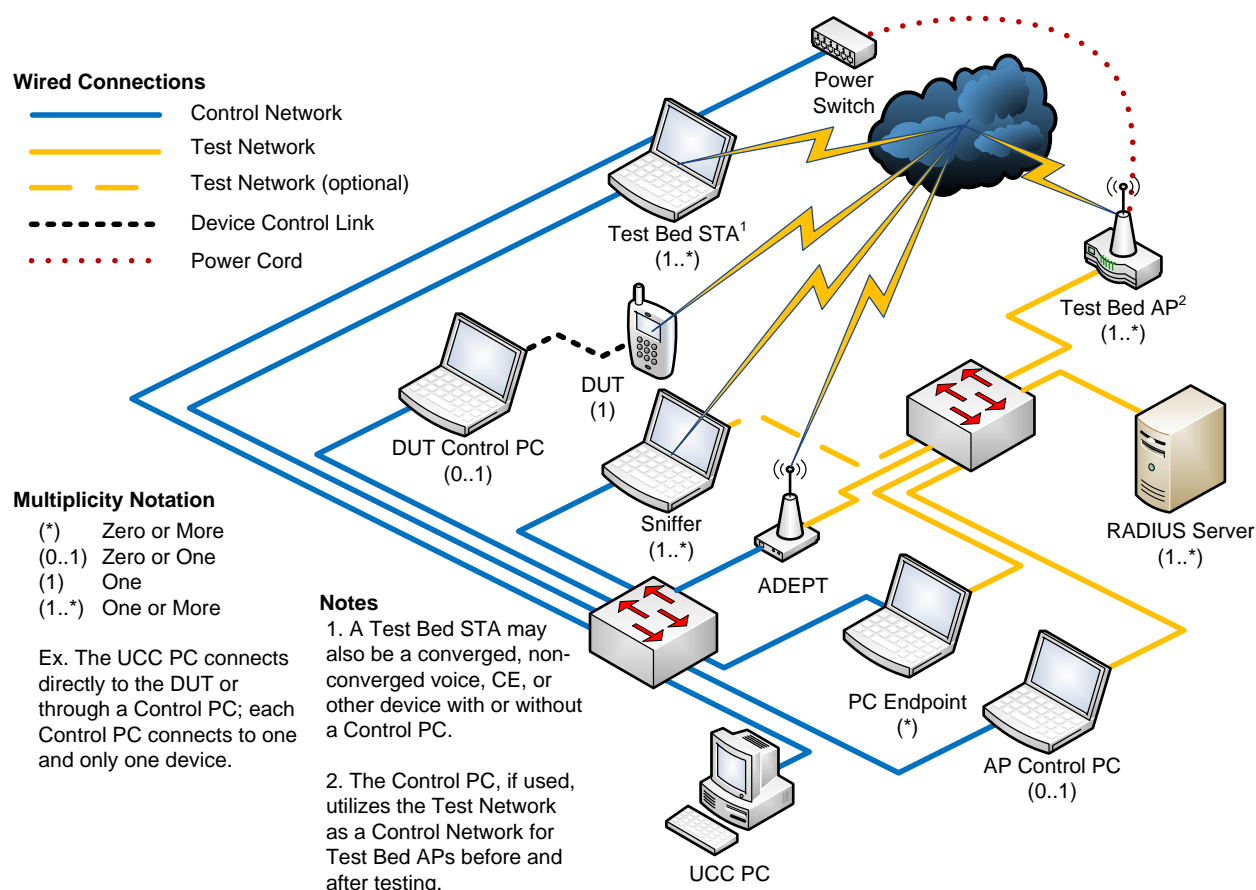 Wired Connections
Control Network
Test Network
Test Network (optional)
Device Control Link
Power Cord
Power
Switch
Test Bed STA1
(1..*)
Test Bed AP2
(1..*)
DUT
(1)
DUT Control PC
(0..1)
Sniffer
(1..*)
ADEPT
RADIUS Server
(1..*)
PC Endpoint
(*)
AP Control PC
(0..1)
UCC PC
Multiplicity Notation
(*) Zero or More
(0..1) Zero or One
(1) One
(1..*) One or More
Ex. The UCC PC connects
directly to the DUT or
through a Control PC; each
Control PC connects to one
and only one device.
Notes
1. A Test Bed STA may
also be a converged, non-
converged voice, CE, or
other device with or without
a Control PC.
2. The Control PC, if used,
utilizes the Test Network
as a Control Network for
Test Bed APs before and
after testing.